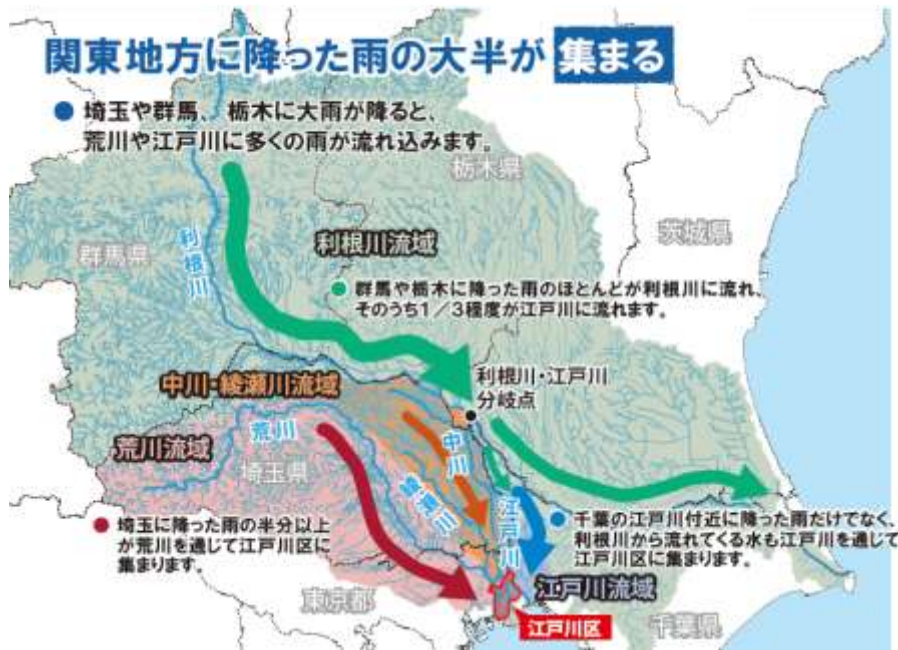 関東地方に降った雨の大半が 集まる
● 埼玉や群馬、栃木に大雨が降ると、
荒川や江戸川に多くの雨が流れ込みます。
栃木県
茨城県
群馬県
利根川
利根川流域
● 群馬や栃木に降った雨のほとんどが利根川に流れ、
そのうち1/3程度が江戸川に流れます。
利根川・江戸川
分岐点
中川・綾瀬川流域
荒川
中川
荒川流域
埼玉県
綾瀬川
江戸川
● 埼玉に降った雨の半分以上
が荒川を通じて江戸川区に
集まります。
● 千葉の江戸川付近に降った雨だけでなく、
利根川から流れてくる水も江戸川を通じて
江戸川区に集まります。
江戸川流域
東京都
江戸川区
千葉県